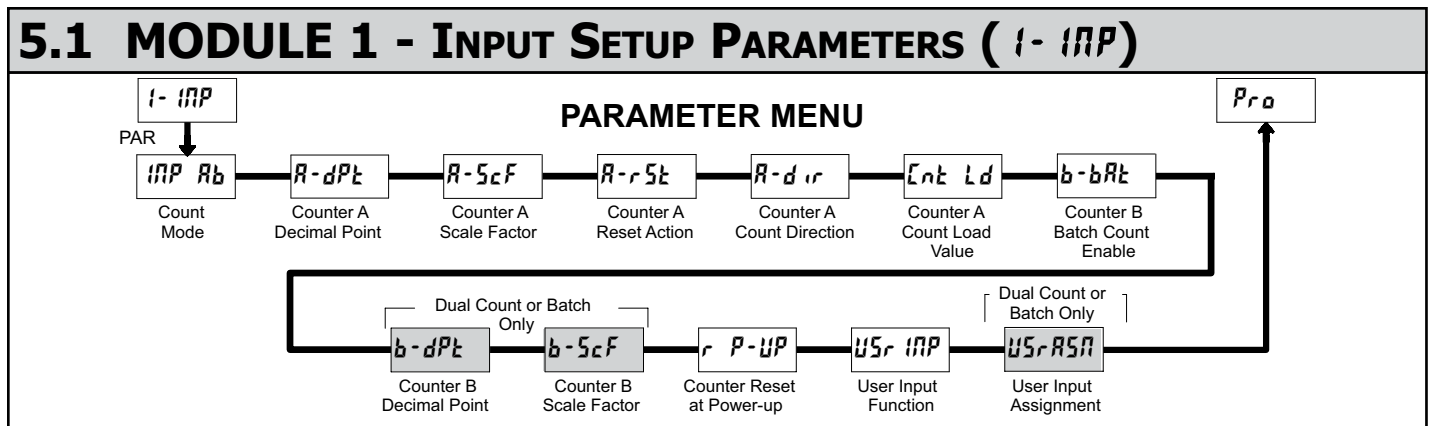 5.1 MODULE 1 - INPUT SETUP PARAMETERS (1-INP)
1-INP
PARAMETER MENU
Pro
PAR
INP Ab
A-dPt
A-ScF
A-rSt
A-dir
Cnt Ld
b-bAt
Count
Mode
Counter A
Decimal Point
Counter A
Scale Factor
Counter A
Reset Action
Counter A
Count Direction
Counter A
Count Load
Value
Counter B
Batch Count
Enable
Dual Count or Batch
Only
Dual Count or
Batch Only
b-dPt
b-ScF
r P-UP
USr INP
USrASN
Counter B
Decimal Point
Counter B
Scale Factor
Counter Reset
at Power-up
User Input
Function
User Input
Assignment